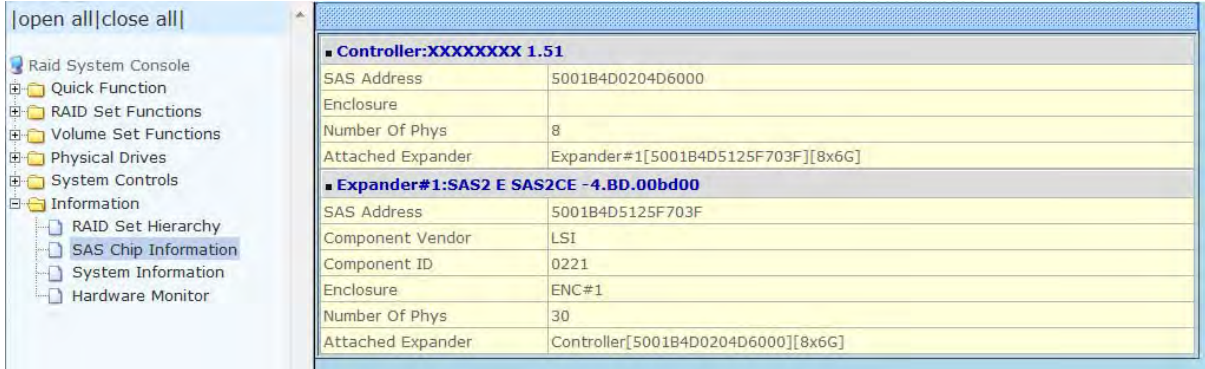 |open all|close all|
Raid System Console
Quick Function
RAID Set Functions
Volume Set Functions
Physical Drives
System Controls
Information
RAID Set Hierarchy
SAS Chip Information
System Information
Hardware Monitor
Controller:XXXXXXXX 1.51
SAS Address 5001B4D0204D6000
Enclosure
Number Of Phys 8
Attached Expander Expander#1[5001B4D5125F703F][8x6G]
Expander#1:SAS2 E SAS2CE -4.BD.00bd00
SAS Address 5001B4D5125F703F
Component Vendor LSI
Component ID 0221
Enclosure ENC#1
Number Of Phys 30
Attached Expander Controller[5001B4D0204D6000][8x6G]